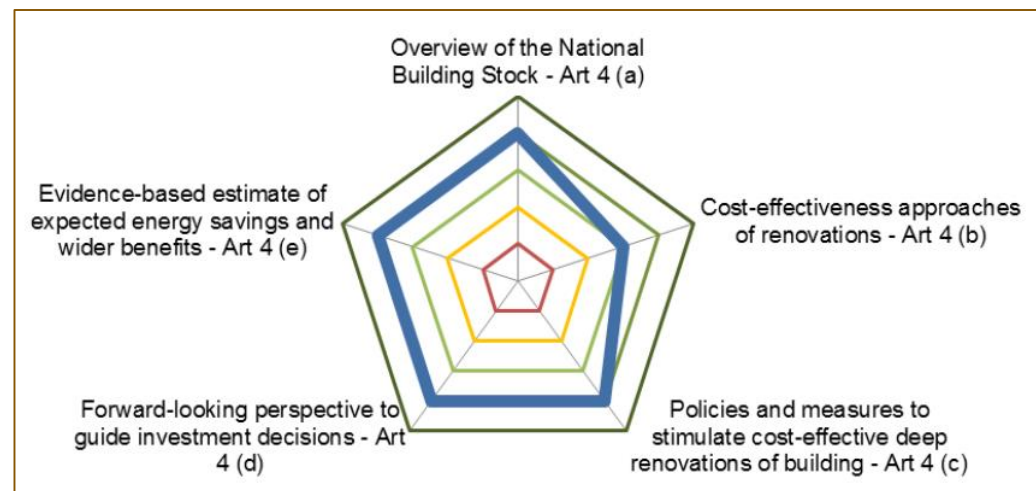 Overview of the National
Building Stock - Art 4 (a)
Evidence-based estimate of
expected energy savings and
wider benefits - Art 4 (e)
Cost-effectiveness approaches
of renovations - Art 4 (b)
Forward-looking perspective to
guide investment decisions - Art
4 (d)
Policies and measures to
stimulate cost-effective deep
renovations of building - Art 4 (c)